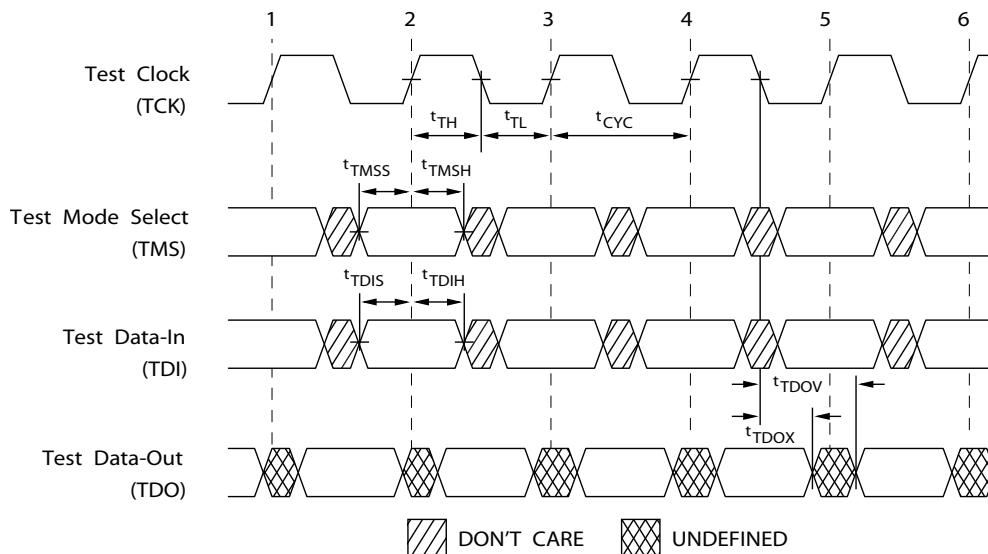 1 2 3 4 5 6
Test Clock
(TCK)
tTH tTL tCYC
tTMSS tTMSH
Test Mode Select
(TMS)
tTDIS tTDIH
Test Data-In
(TDI)
tTDOV
tTDOX
Test Data-Out
(TDO)
DON'T CARE UNDEFINED